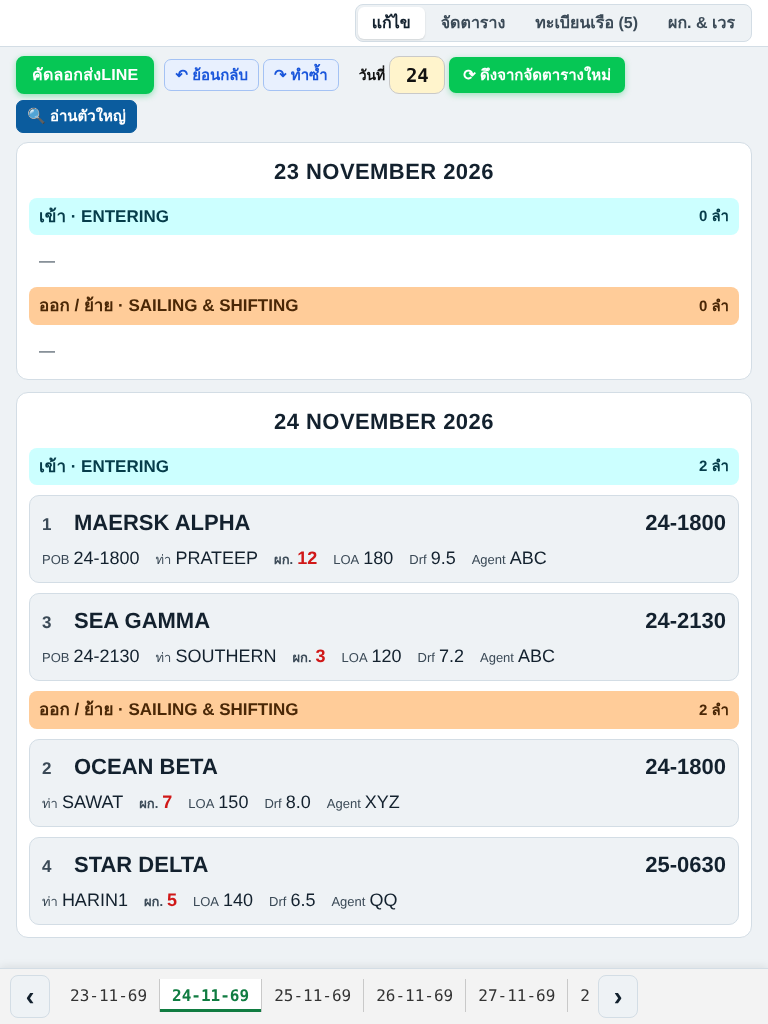 แก้ไข จัดตาราง ทะเบียนเรือ (5) ผก. & เวร
คัดลอกส่งLINE ↶ ย้อนกลับ ↷ ทำซ้ำ วันที่ 24 ⟳ ดึงจากจัดตารางใหม่
🔍 อ่านตัวใหญ่
23 NOVEMBER 2026
เข้า · ENTERING 0 ลำ
—
ออก / ย้าย · SAILING & SHIFTING 0 ลำ
—
24 NOVEMBER 2026
เข้า · ENTERING 2 ลำ
1 MAERSK ALPHA 24-1800
POB 24-1800 ท่า PRATEEP ผก. 12 LOA 180 Drf 9.5 Agent ABC
3 SEA GAMMA 24-2130
POB 24-2130 ท่า SOUTHERN ผก. 3 LOA 120 Drf 7.2 Agent ABC
ออก / ย้าย · SAILING & SHIFTING 2 ลำ
2 OCEAN BETA 24-1800
ท่า SAWAT ผก. 7 LOA 150 Drf 8.0 Agent XYZ
4 STAR DELTA 25-0630
ท่า HARIN1 ผก. 5 LOA 140 Drf 6.5 Agent QQ
‹ 23-11-69 24-11-69 25-11-69 26-11-69 27-11-69 2 ›